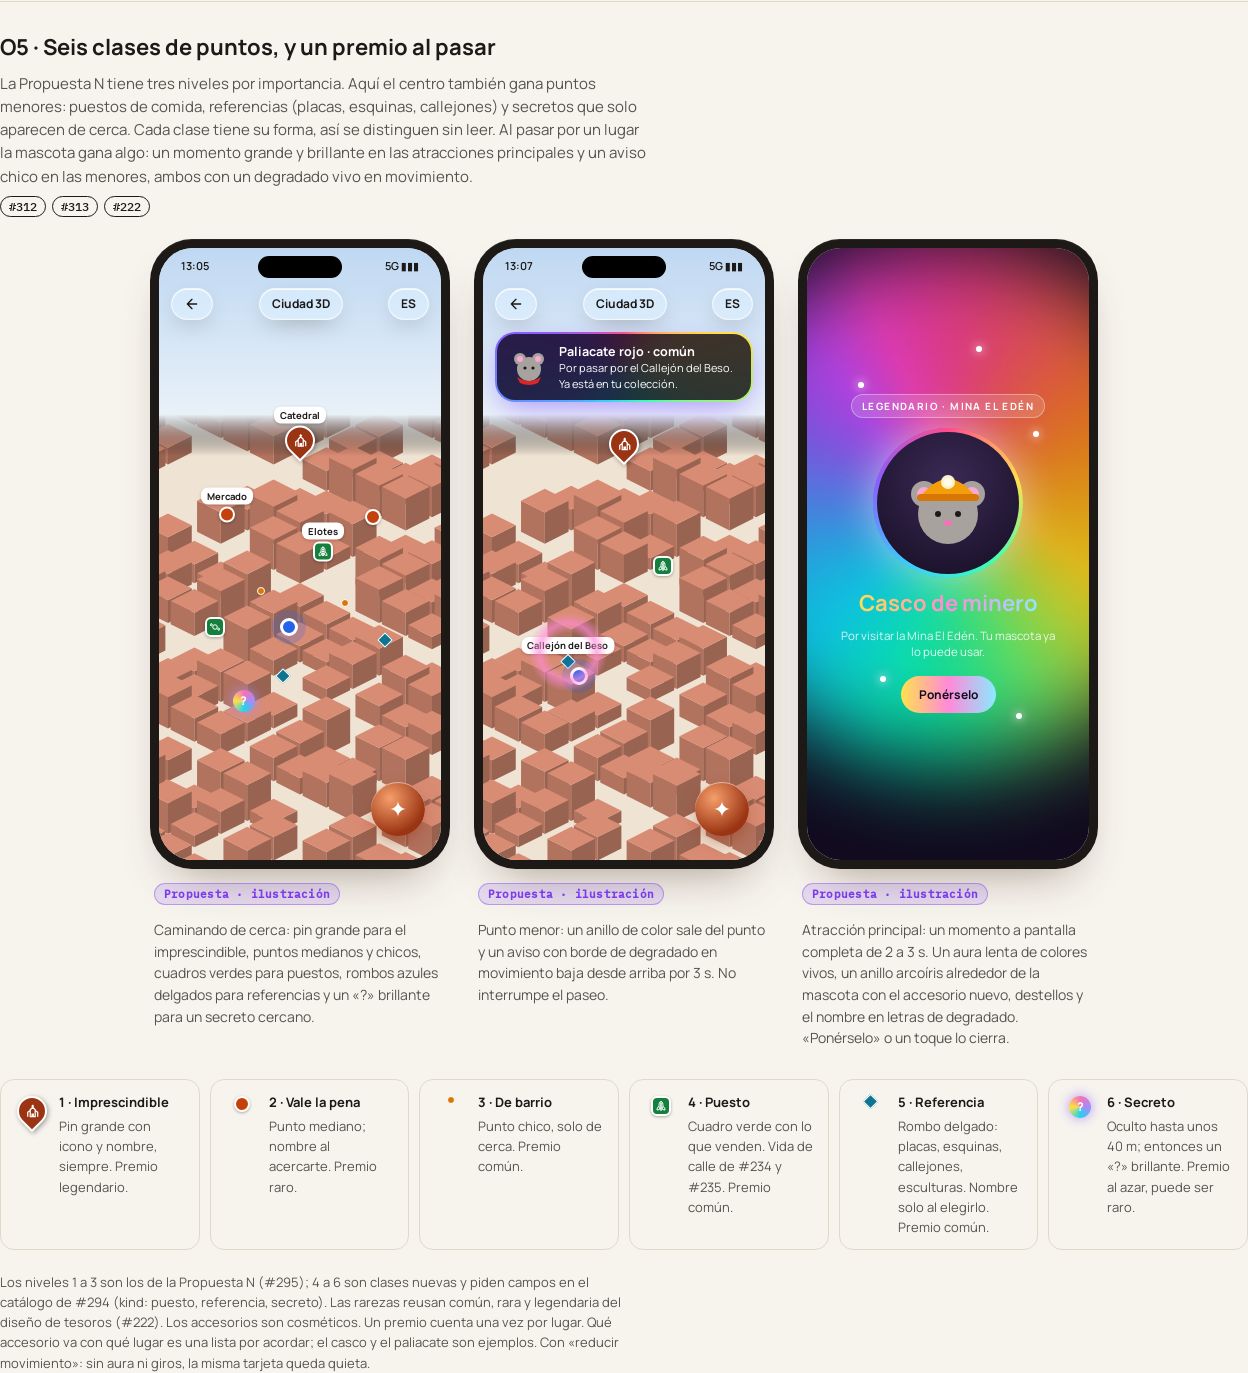 O5 · Seis clases de puntos, y un premio al pasar
La Propuesta N tiene tres niveles por importancia. Aquí el centro también gana puntos
menores: puestos de comida, referencias (placas, esquinas, callejones) y secretos que solo
aparecen de cerca. Cada clase tiene su forma, así se distinguen sin leer. Al pasar por un lugar
la mascota gana algo: un momento grande y brillante en las atracciones principales y un aviso
chico en las menores, ambos con un degradado vivo en movimiento.
#312 #313 #222
13:05 5G
Ciudad 3D ES
Catedral
Mercado
Elotes
?
13:07 5G
Ciudad 3D ES
Paliacate rojo · común
Por pasar por el Callejón del Beso.
Ya está en tu colección.
Callejón del Beso
LEGENDARIO · MINA EL EDÉN
Casco de minero
Por visitar la Mina El Edén. Tu mascota ya
lo puede usar.
Ponérselo
Propuesta · ilustración
Caminando de cerca: pin grande para el
imprescindible, puntos medianos y chicos,
cuadros verdes para puestos, rombos azules
delgados para referencias y un «?» brillante
para un secreto cercano.
Propuesta · ilustración
Punto menor: un anillo de color sale del punto
y un aviso con borde de degradado en
movimiento baja desde arriba por 3 s. No
interrumpe el paseo.
Propuesta · ilustración
Atracción principal: un momento a pantalla
completa de 2 a 3 s. Un aura lenta de colores
vivos, un anillo arcoíris alrededor de la
mascota con el accesorio nuevo, destellos y
el nombre en letras de degradado.
«Ponérselo» o un toque lo cierra.
1 · Imprescindible
Pin grande con
icono y nombre,
siempre. Premio
legendario.
2 · Vale la pena
Punto mediano;
nombre al
acercarte. Premio
raro.
3 · De barrio
Punto chico, solo de
cerca. Premio
común.
4 · Puesto
Cuadro verde con lo
que venden. Vida de
calle de #234 y
#235. Premio
común.
5 · Referencia
Rombo delgado:
placas, esquinas,
callejones,
esculturas. Nombre
solo al elegirlo.
Premio común.
?
6 · Secreto
Oculto hasta unos
40 m; entonces un
«?» brillante. Premio
al azar, puede ser
raro.
Los niveles 1 a 3 son los de la Propuesta N (#295); 4 a 6 son clases nuevas y piden campos en el
catálogo de #294 (kind: puesto, referencia, secreto). Las rarezas reusan común, rara y legendaria del
diseño de tesoros (#222). Los accesorios son cosméticos. Un premio cuenta una vez por lugar. Qué
accesorio va con qué lugar es una lista por acordar; el casco y el paliacate son ejemplos. Con «reducir
movimiento»: sin aura ni giros, la misma tarjeta queda quieta.